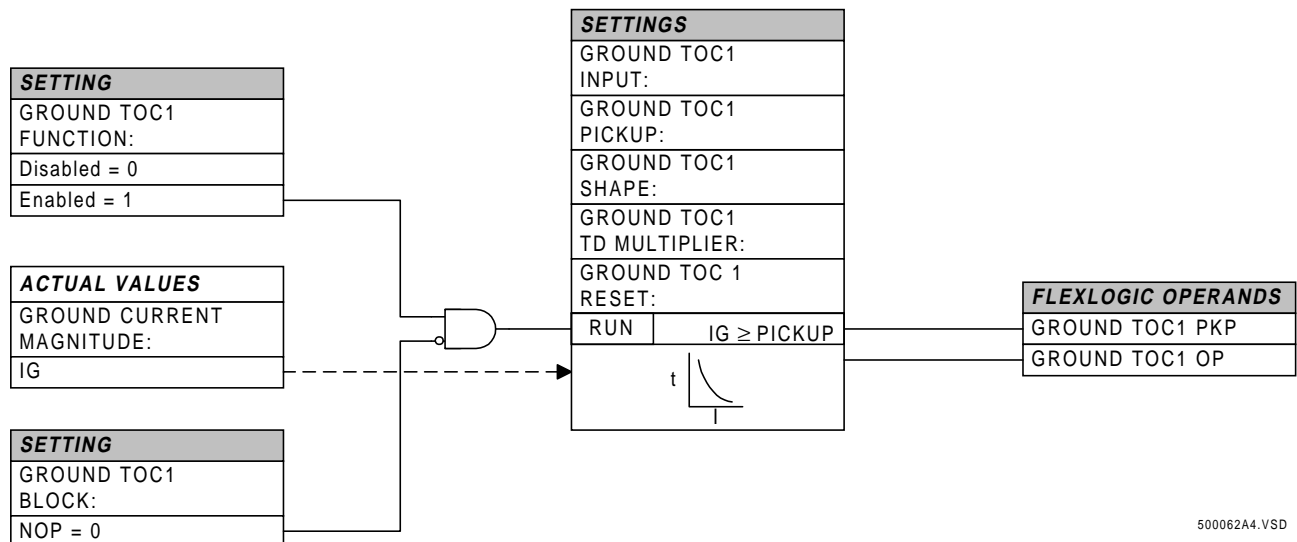 SETTING
GROUND TOC1
FUNCTION:
Disabled = 0
Enabled = 1
ACTUAL VALUES
GROUND CURRENT
MAGNITUDE:
IG
SETTING
GROUND TOC1
BLOCK:
NOP = 0
SETTINGS
GROUND TOC1
INPUT:
GROUND TOC1
PICKUP:
GROUND TOC1
SHAPE:
GROUND TOC1
TD MULTIPLIER:
GROUND TOC 1
RESET:
RUN IG ≥ PICKUP
t
I
FLEXLOGIC OPERANDS
GROUND TOC1 PKP
GROUND TOC1 OP
500062A4.VSD